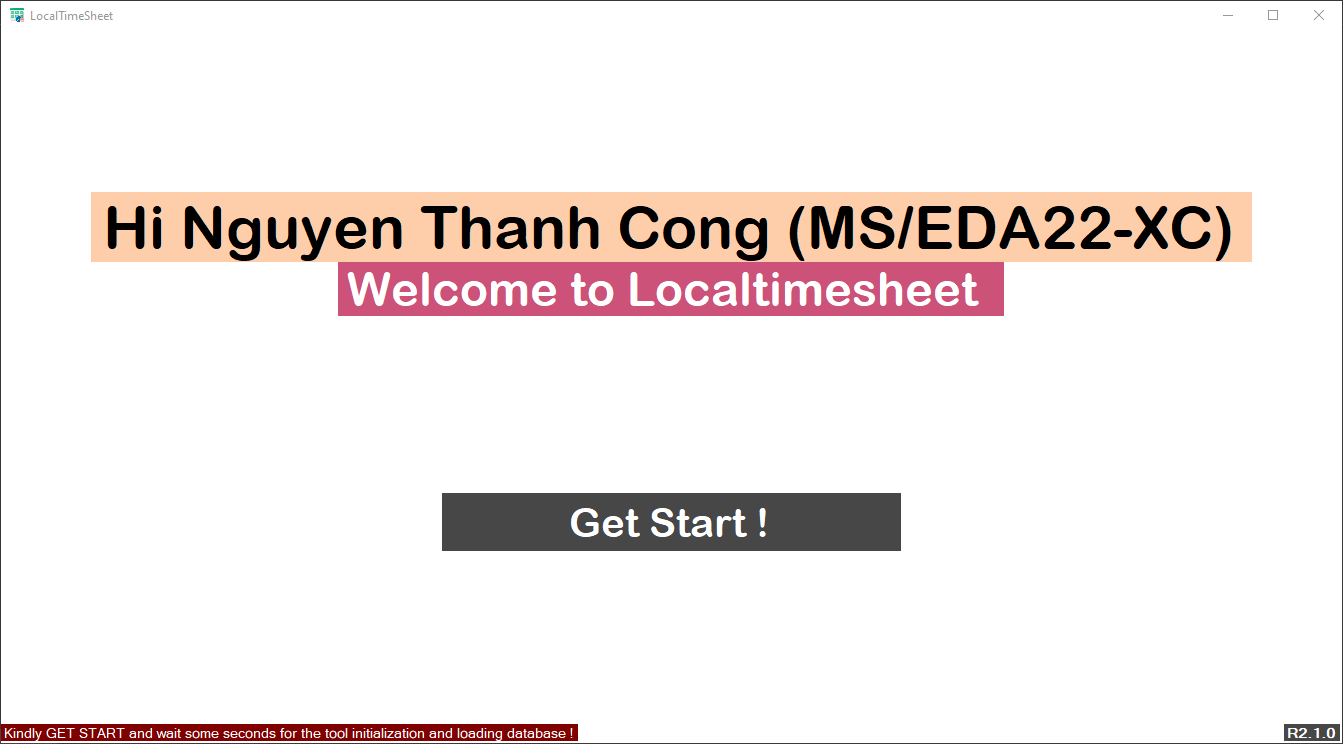 LocalTimeSheet
Hi Nguyen Thanh Cong (MS/EDA22-XC)
Welcome to Localtimesheet
Get Start !
Kindly GET START and wait some seconds for the tool initialization and loading database !
R2.1.0